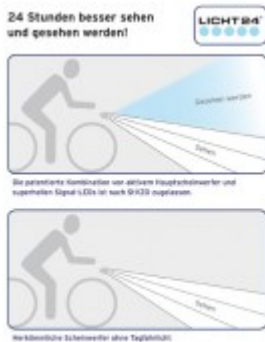 24 Stunden besser sehen
und gesehen werden!
LICHT24
Gesehen werden
Sehen
Die patentierte Kombination von aktivem Hauptscheinwerfer und
superhellen Signal-LEDs ist nach StVZO zugelassen.
Sehen
Herkömmliche Scheinwerfer ohne Tagfahrlicht